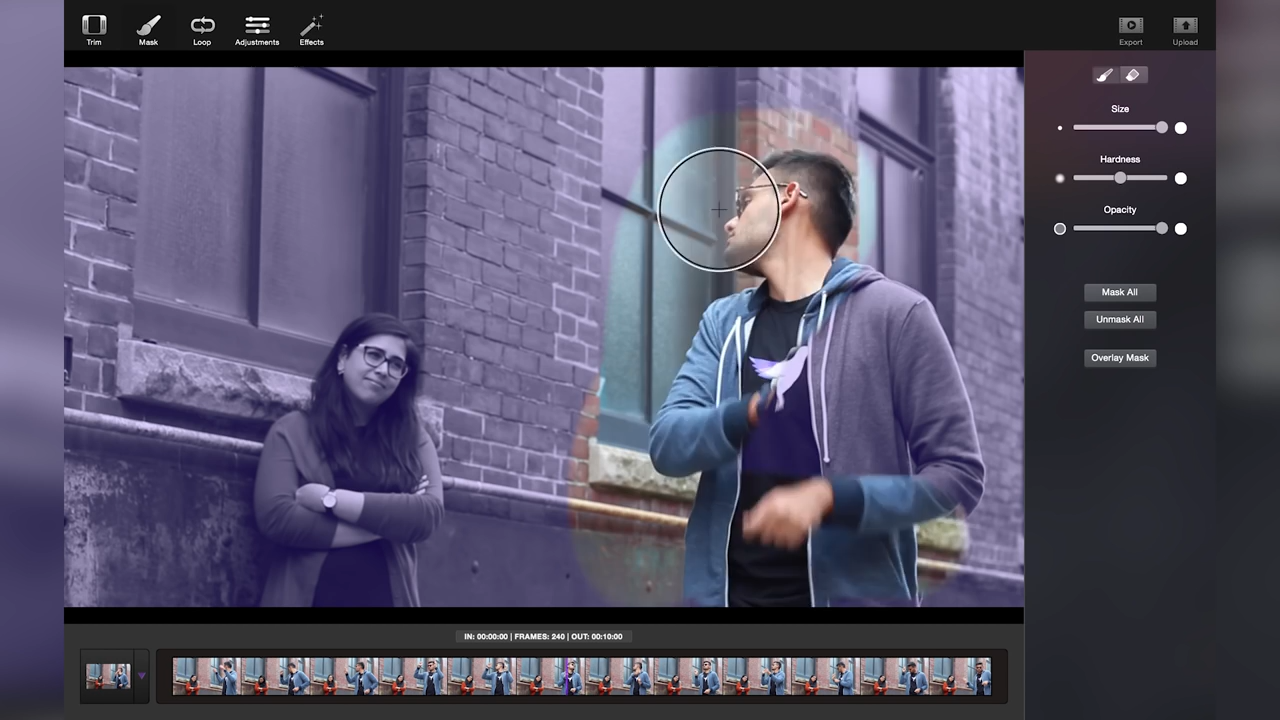 Trim
Mask
Loop
Adjustments
Effects
Export
Upload
Size
Hardness
Opacity
Mask All
Unmask All
Overlay Mask
IN: 00:00:00 | FRAMES: 240 | OUT: 00:10:00